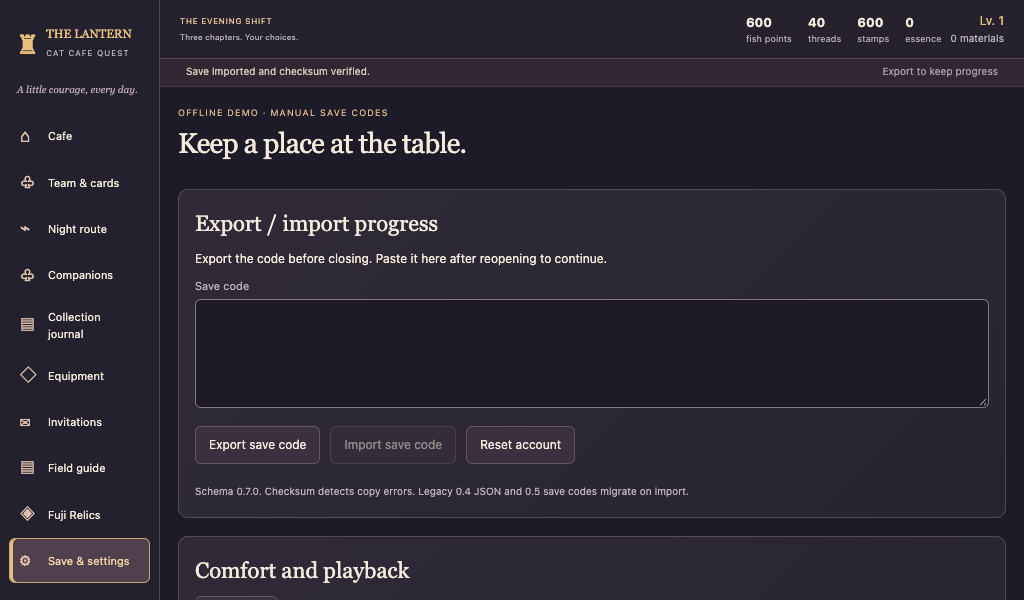 THE LANTERN
CAT CAFE QUEST
A little courage, every day.
Cafe
Team & cards
Night route
Companions
Collection
journal
Equipment
Invitations
Field guide
Fuji Relics
Save & settings
THE EVENING SHIFT
Three chapters. Your choices.
600
fish points
40
threads
600
stamps
0
essence
Lv. 1
0 materials
Save imported and checksum verified.
Export to keep progress
OFFLINE DEMO · MANUAL SAVE CODES
Keep a place at the table.
Export / import progress
Export the code before closing. Paste it here after reopening to continue.
Save code
Export save code
Import save code
Reset account
Schema 0.7.0. Checksum detects copy errors. Legacy 0.4 JSON and 0.5 save codes migrate on import.
Comfort and playback